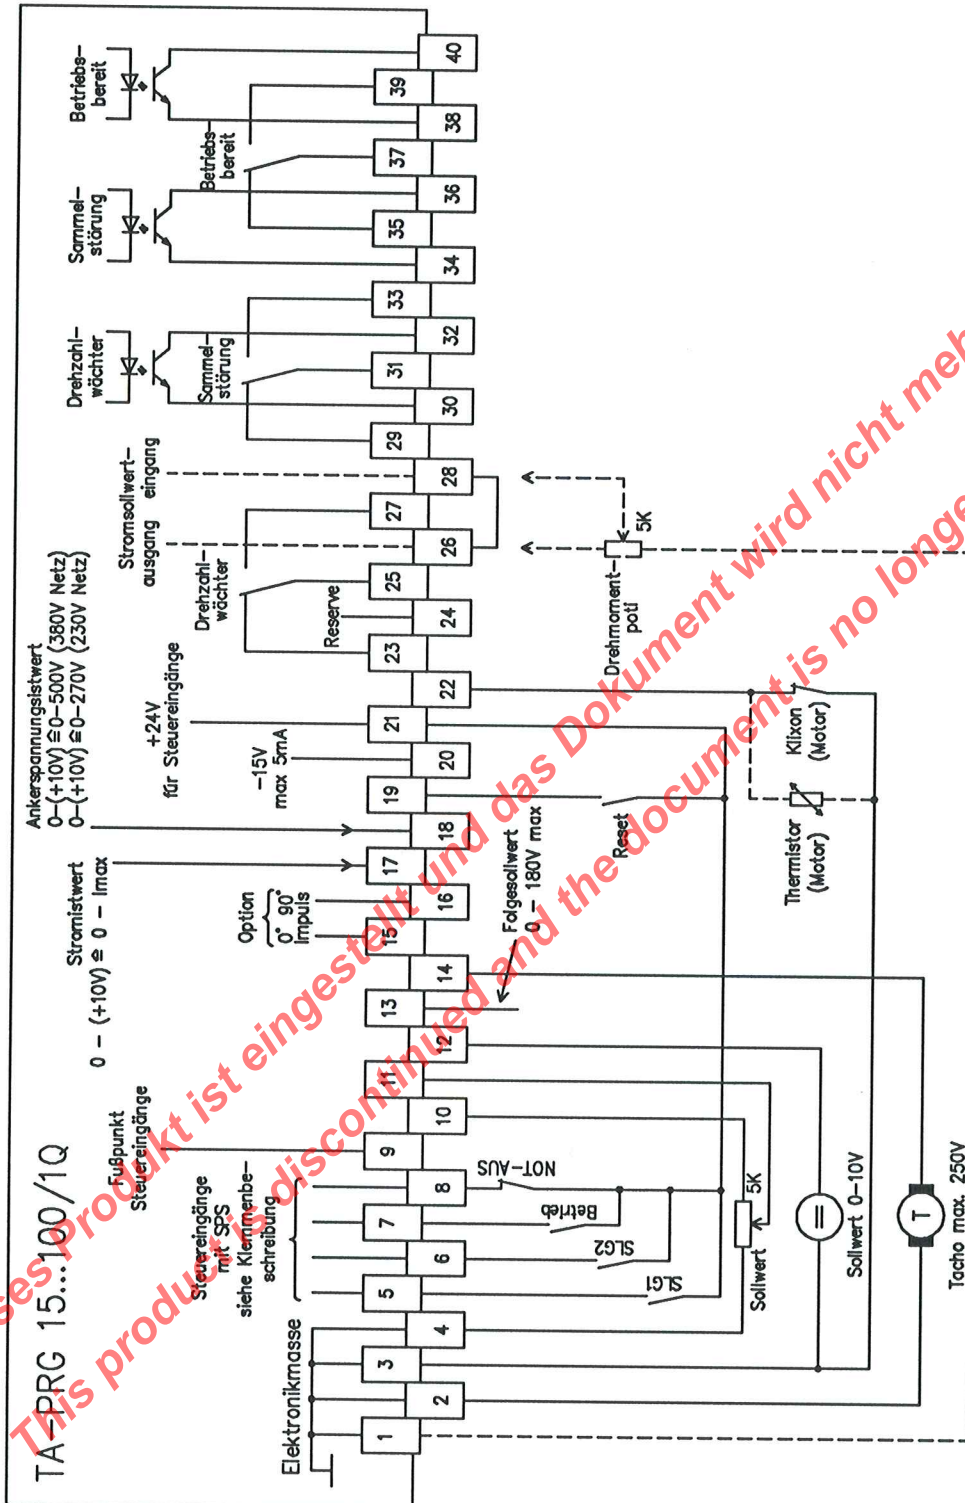 TA-PRG 15...100/1Q
Elektronikmasse
Steuereingänge
mit SPS
siehe Klemmenbe-
schreibung
Fußpunkt
Steuereingänge
Stromistwert
0 - (+10V) ≙ 0 - Imax
Option
0° 90°
Impuls
Ankerspannungsistwert
0-(+10V)≙0-500V (380V Netz)
0-(+10V)≙0-270V (230V Netz)
-15V
max 5mA
+24V
für Steuereingänge
Reserve
Drehzahl-
wächter
Stromsollwert-
ausgang eingang
Drehzahl-
wächter
Sammel-
störung
Sammel-
störung
Betriebs-
bereit
Betriebs-
bereit
1
2
3
4
5
6
7
8
9
10
11
12
13
14
15
16
17
18
19
20
21
22
23
24
25
26
27
28
29
30
31
32
33
34
35
36
37
38
39
40
SLG1
SLG2
Betrieb
NOT-AUS
Sollwert
5K
Folgesollwert
0 - 180V max
Reset
Sollwert 0-10V
T
Tacho max. 250V
Thermistor
(Motor)
Klixon
(Motor)
Drehmoment-
poti
5K
ses Produkt ist eingestellt und das Dokument wird nicht meh
This product is discontinued and the document is no longe